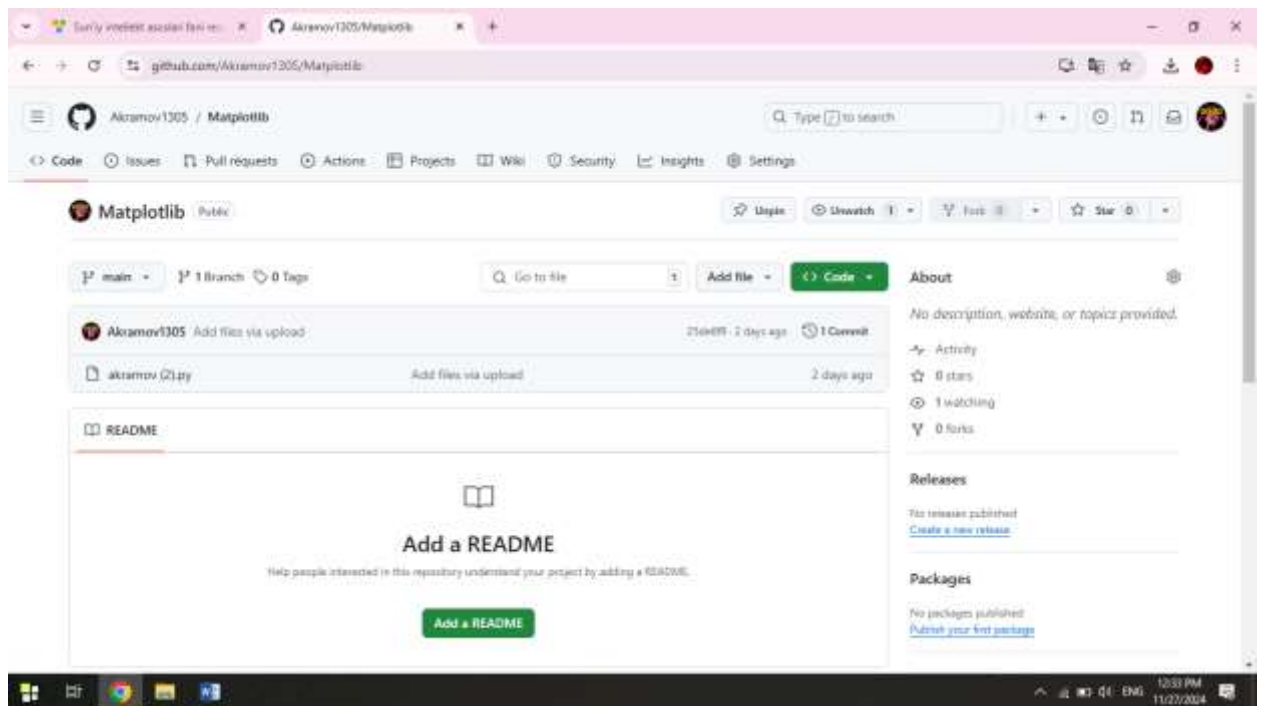 Akramov1305/Matplotlib
github.com/Akramov1305/Matplotlib
Akramov1305 / Matplotlib
Type / to search
Code Issues Pull requests Actions Projects Wiki Security Insights Settings
Matplotlib Public
Unpin Unwatch 1 Fork 0 Star 0
main 1 Branch 0 Tags
Go to file t
Add file
Code
Akramov1305 Add files via upload
2 days ago 1 Commit
akramov (2).py Add files via upload 2 days ago
README
Add a README
Help people interested in this repository understand your project by adding a README.
Add a README
About
No description, website, or topics provided.
Activity
0 stars
1 watching
0 forks
Releases
No releases published
Create a new release
Packages
No packages published
Publish your first package
ENG
12:33 PM
11/27/2024